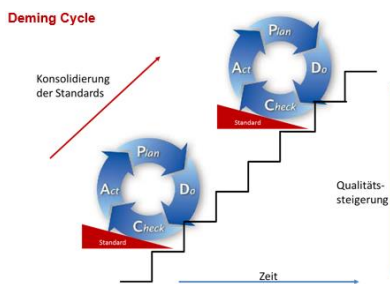 Deming Cycle
Konsolidierung
der Standards
Plan
Do
Check
Act
Standard
Plan
Do
Check
Act
Standard
Qualitäts-
steigerung
Zeit